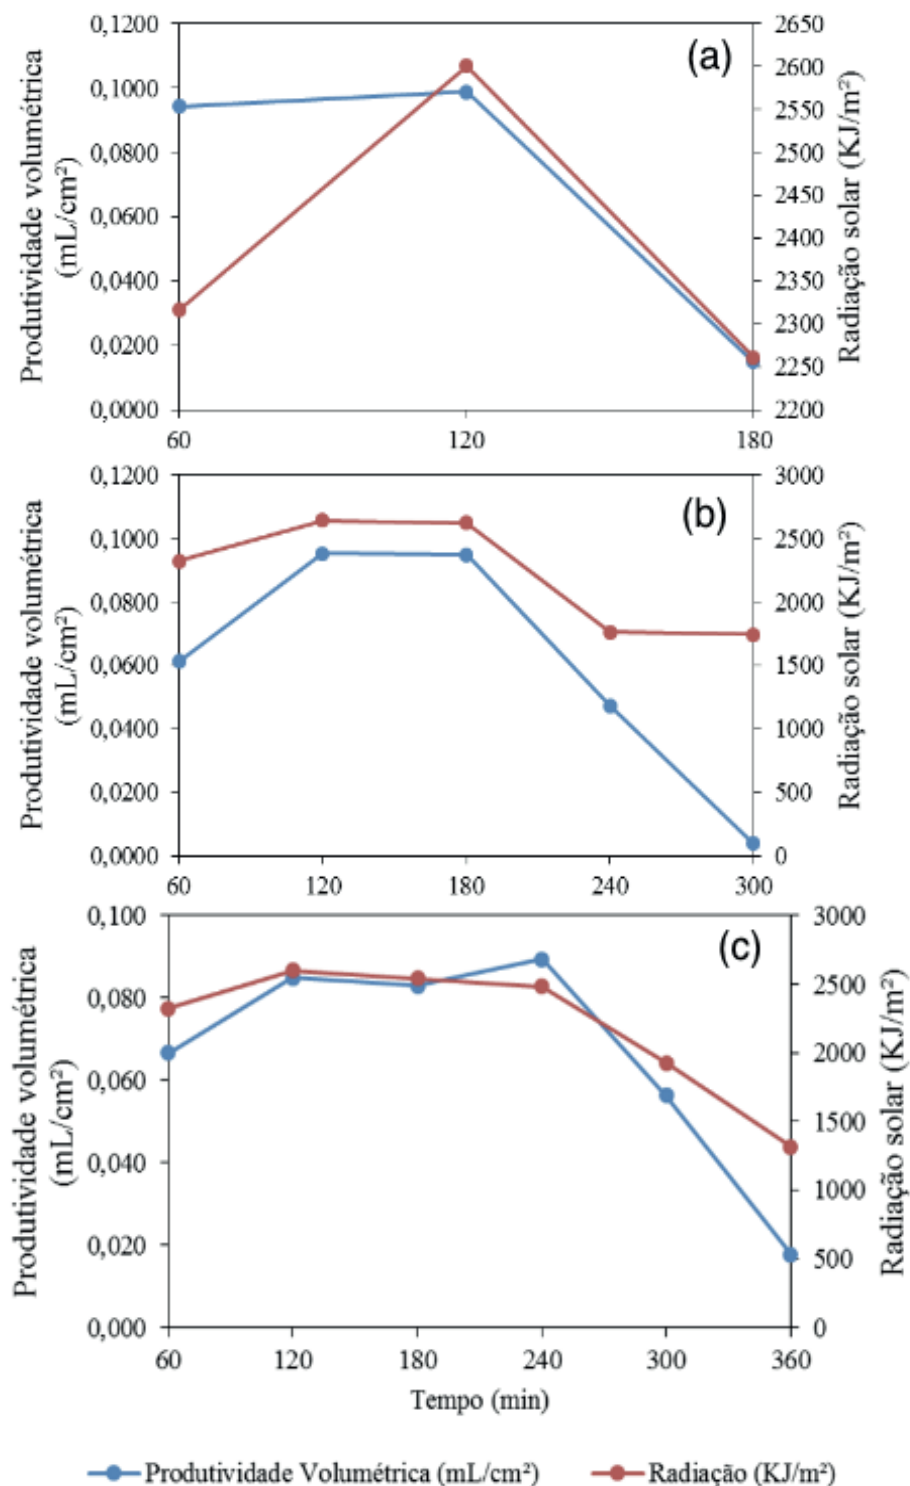 (a)
Produtividade volumétrica
(mL/cm²)
0,1200
0,1000
0,0800
0,0600
0,0400
0,0200
0,0000
2650
2600
2550
2500
2450
2400
2350
2300
2250
2200
Radiação solar (KJ/m²)
60 120 180
(b)
Produtividade volumétrica
(mL/cm²)
0,1200
0,1000
0,0800
0,0600
0,0400
0,0200
0,0000
3000
2500
2000
1500
1000
500
0
Radiação solar (KJ/m²)
60 120 180 240 300
(c)
Produtividade volumétrica
(mL/cm²)
0,100
0,080
0,060
0,040
0,020
0,000
3000
2500
2000
1500
1000
500
0
Radiação solar (KJ/m²)
60 120 180 240 300 360
Tempo (min)
Produtividade Volumétrica (mL/cm²) Radiação (KJ/m²)